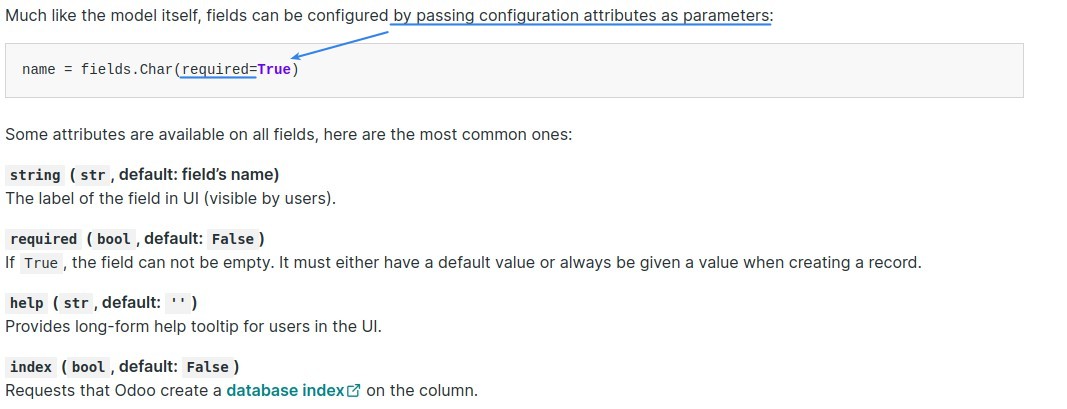 Much like the model itself, fields can be configured by passing configuration attributes as parameters:
name = fields.Char(required=True)
Some attributes are available on all fields, here are the most common ones:
string (str, default: field’s name)
The label of the field in UI (visible by users).
required (bool, default: False)
If True, the field can not be empty. It must either have a default value or always be given a value when creating a record.
help (str, default: '')
Provides long-form help tooltip for users in the UI.
index (bool, default: False)
Requests that Odoo create a database index on the column.